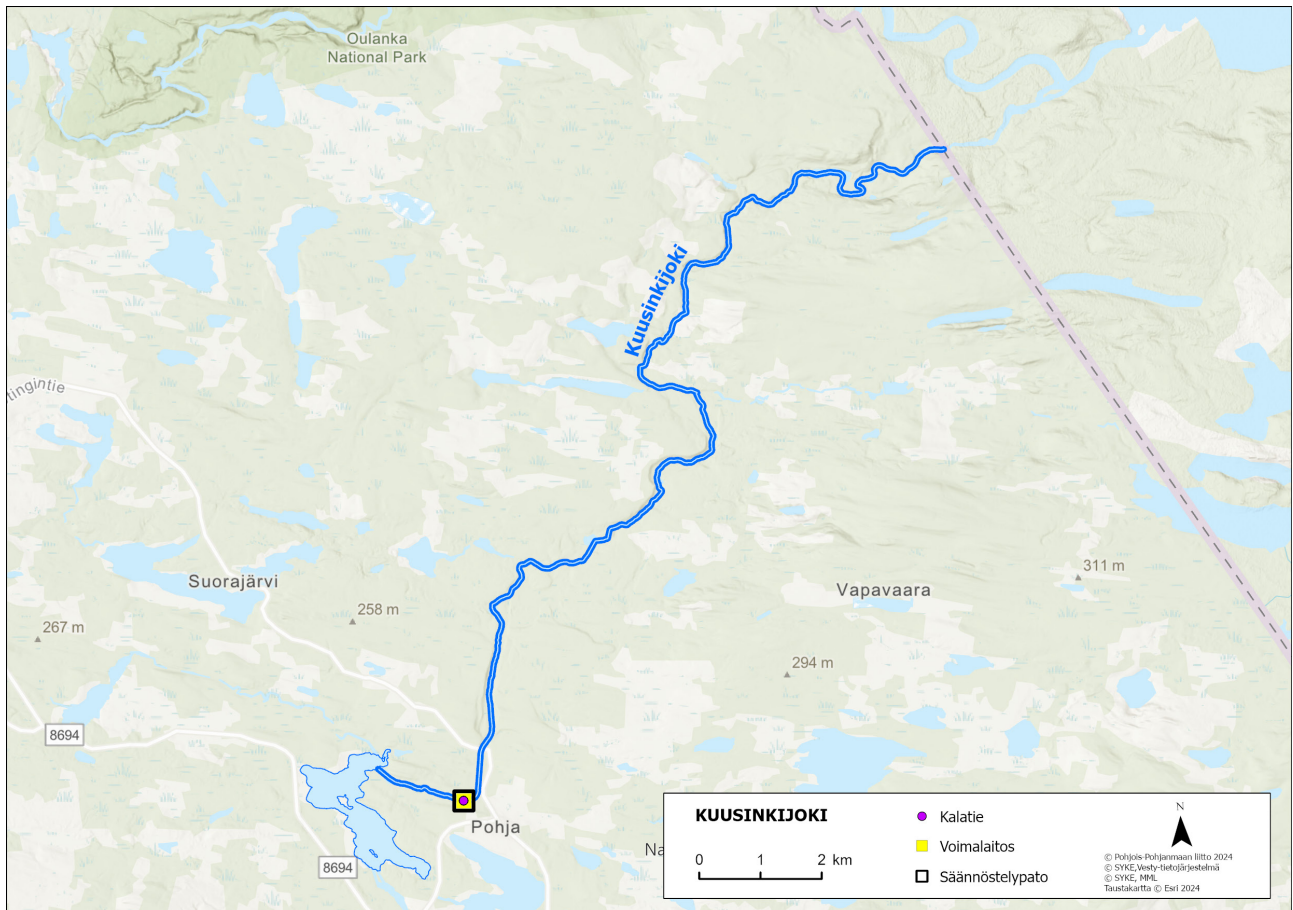 Oulanka
National Park
Kuusinkijoki
tingintie
Suorajärvi
311 m
Vapavaara
258 m
267 m
294 m
8694
Pohja
8694
Na
KUUSINKIJOKI
0 1 2 km
Kalatie
Voimalaitos
Säännöstelypato
N
© Pohjois-Pohjanmaan liitto 2024
© SYKE,Vesty-tietojärjestelmä
© SYKE, MML
Taustakartta © Esri 2024